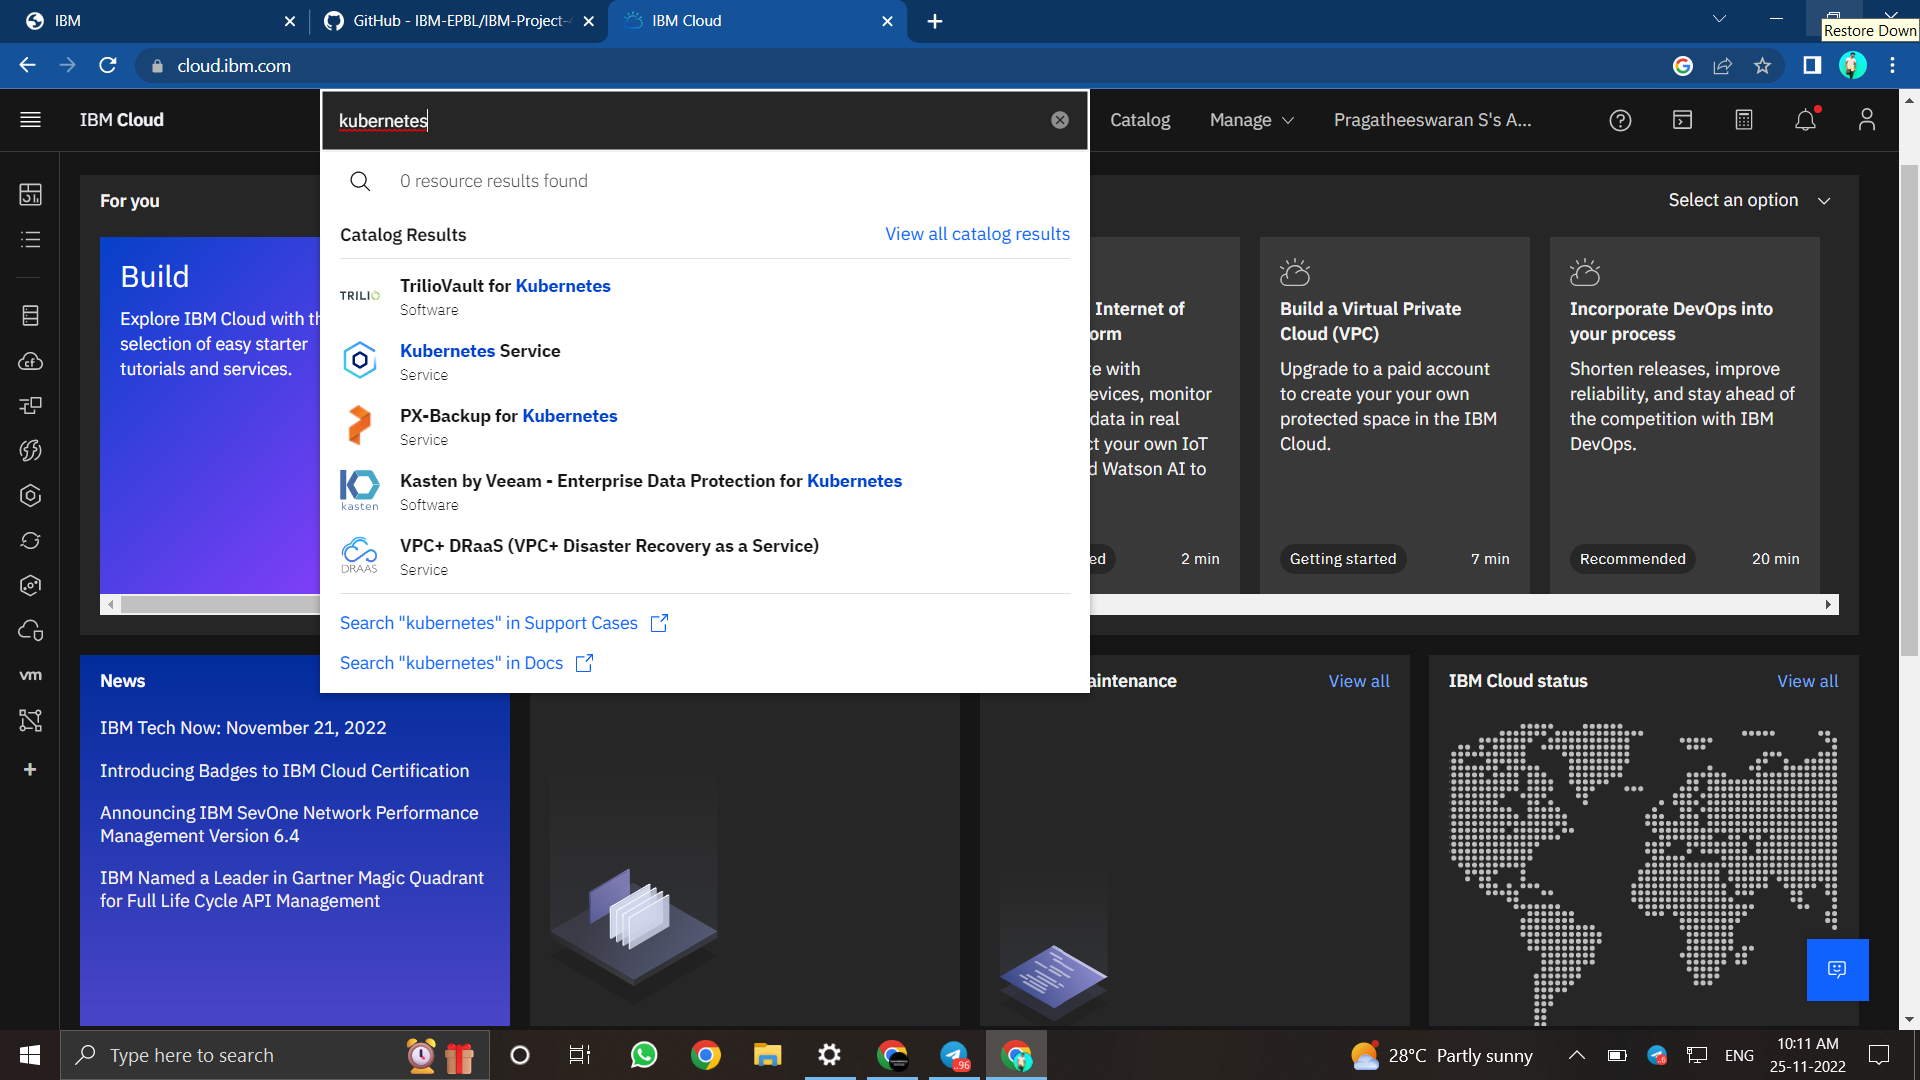 IBM
GitHub - IBM-EPBL/IBM-Project-
IBM Cloud
Restore Down
cloud.ibm.com
IBM Cloud
kubernetes
Catalog
Manage
Pragatheeswaran S's A...
0 resource results found
Catalog Results
View all catalog results
TrilioVault for Kubernetes
Software
Kubernetes Service
Service
PX-Backup for Kubernetes
Service
Kasten by Veeam - Enterprise Data Protection for Kubernetes
Software
VPC+ DRaaS (VPC+ Disaster Recovery as a Service)
Service
Search "kubernetes" in Support Cases
Search "kubernetes" in Docs
TRILIO
kasten
DRAAS
For you
Select an option
Build
Explore IBM Cloud with th
selection of easy starter
tutorials and services.
Internet of
orm
te with
evices, monitor
data in real
ct your own IoT
d Watson AI to
ed
2 min
Build a Virtual Private
Cloud (VPC)
Upgrade to a paid account
to create your your own
protected space in the IBM
Cloud.
Getting started
7 min
Incorporate DevOps into
your process
Shorten releases, improve
reliability, and stay ahead of
the competition with IBM
DevOps.
Recommended
20 min
cf
vm
News
IBM Tech Now: November 21, 2022
Introducing Badges to IBM Cloud Certification
Announcing IBM SevOne Network Performance
Management Version 6.4
IBM Named a Leader in Gartner Magic Quadrant
for Full Life Cycle API Management
aintenance
View all
IBM Cloud status
View all
Type here to search
..96
28°C Partly sunny
ENG
10:11 AM
25-11-2022